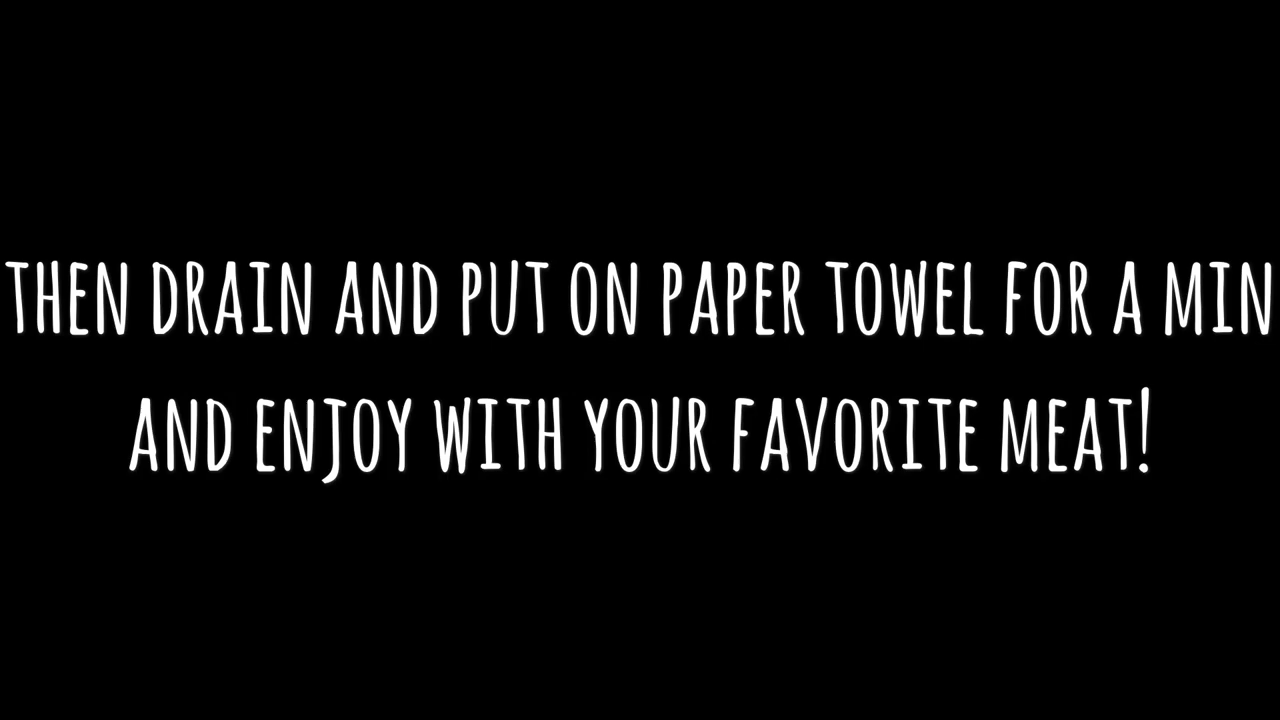 THEN DRAIN AND PUT ON PAPER TOWEL FOR A MIN
AND ENJOY WITH YOUR FAVORITE MEAT!